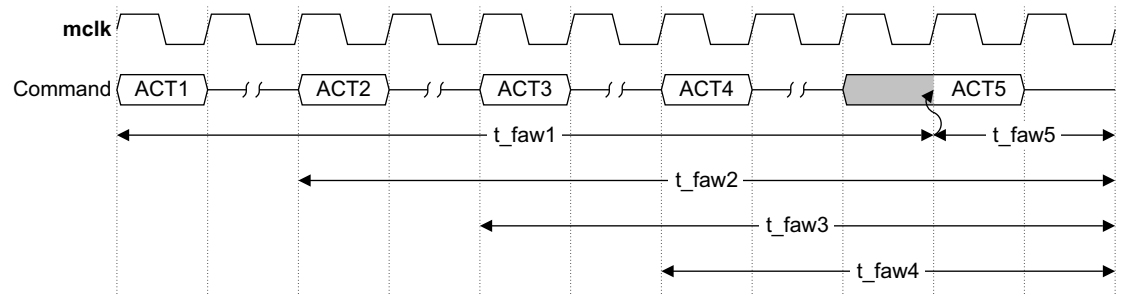 mclk
Command ACT1 ACT2 ACT3 ACT4 ACT5
t_faw1 t_faw5
t_faw2
t_faw3
t_faw4